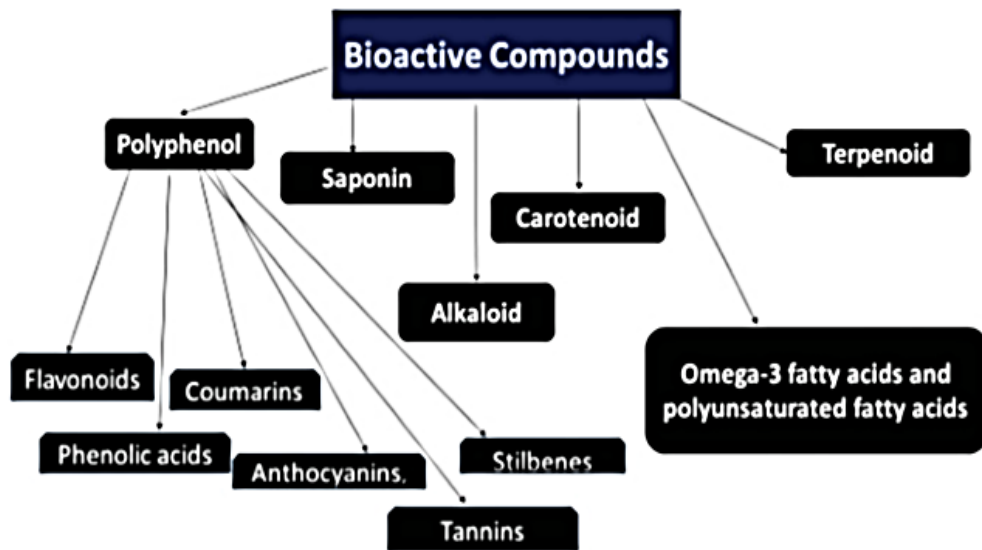 Bioactive Compounds
Polyphenol
Saponin
Alkaloid
Carotenoid
Terpenoid
Omega-3 fatty acids and
polyunsaturated fatty acids
Flavonoids
Phenolic acids
Coumarins
Anthocyanins,
Tannins
Stilbenes